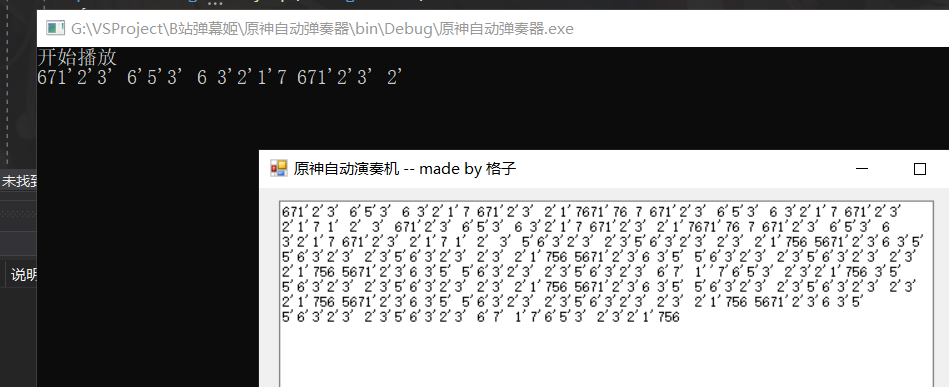 G:\VSProject\B站弹幕姬\原神自动弹奏器\bin\Debug\原神自动弹奏器.exe
开始播放
671'2'3' 6'5'3' 6 3'2'1'7 671'2'3' 2'
未找到
说明
原神自动演奏机 -- made by 格子
671'2'3' 6'5'3' 6 3'2'1'7 671'2'3' 2'1'7671'76 7 671'2'3' 6'5'3' 6 3'2'1'7 671'2'3'
2'1'7 1' 2' 3' 671'2'3' 6'5'3' 6 3'2'1'7 671'2'3' 2'1'7671'76 7 671'2'3' 6'5'3' 6
3'2'1'7 671'2'3' 2'1'7 1' 2' 3' 5'6'3'2'3' 2'3'5'6'3'2'3' 2'3' 2'1'756 5671'2'3'6 3'5'
5'6'3'2'3' 2'3'5'6'3'2'3' 2'3' 2'1'756 5671'2'3'6 3'5' 5'6'3'2'3' 2'3'5'6'3'2'3' 2'3'
2'1'756 5671'2'3'6 3'5' 5'6'3'2'3' 2'3'5'6'3'2'3' 6'7' 1''7'6'5'3' 2'3'2'1'756 3'5'
5'6'3'2'3' 2'3'5'6'3'2'3' 2'3' 2'1'756 5671'2'3'6 3'5' 5'6'3'2'3' 2'3'5'6'3'2'3' 2'3'
2'1'756 5671'2'3'6 3'5' 5'6'3'2'3' 2'3'5'6'3'2'3' 2'3' 2'1'756 5671'2'3'6 3'5'
5'6'3'2'3' 2'3'5'6'3'2'3' 6'7' 1'7'6'5'3' 2'3'2'1'756